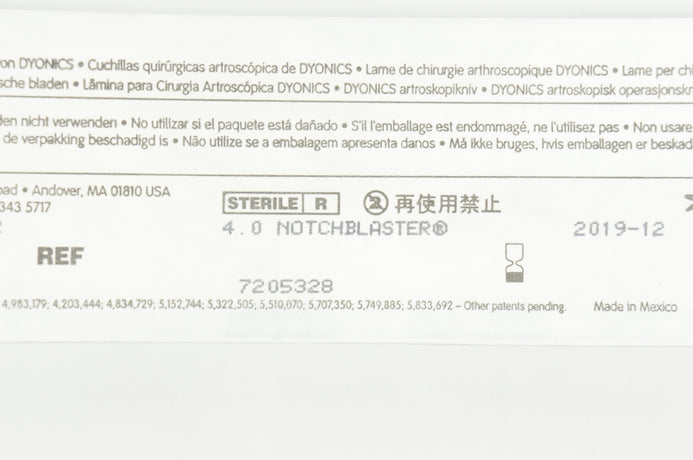 on DYONICS • Cuchillas quirúrgicas artroscópica de DYONICS • Lame de chirurgie arthroscopique DYONICS • Lame per chi
sche bladen • Lâmina para Cirurgia Artroscópica DYONICS • DYONICS artroskopikniv • DYONICS artroskopisk operasjonskn
den nicht verwenden • No utilizar si el paquete está dañado • S'il l'emballage est endommagé, ne l'utilisez pas • Non usare
de verpakking beschadigd is • Não utilize se a embalagem apresenta danos • Må ikke bruges, hvis emballagen er beskad
oad • Andover, MA 01810 USA
343 5717
STERILE R 2 再使用禁止
4.0 NOTCHBLASTER® 2019-12
REF
7205328
4,983,179; 4,203,444; 4,834,729; 5,152,744; 5,322,505; 5,510,070; 5,707,350; 5,749,885; 5,833,692 – Other patents pending. Made in Mexico